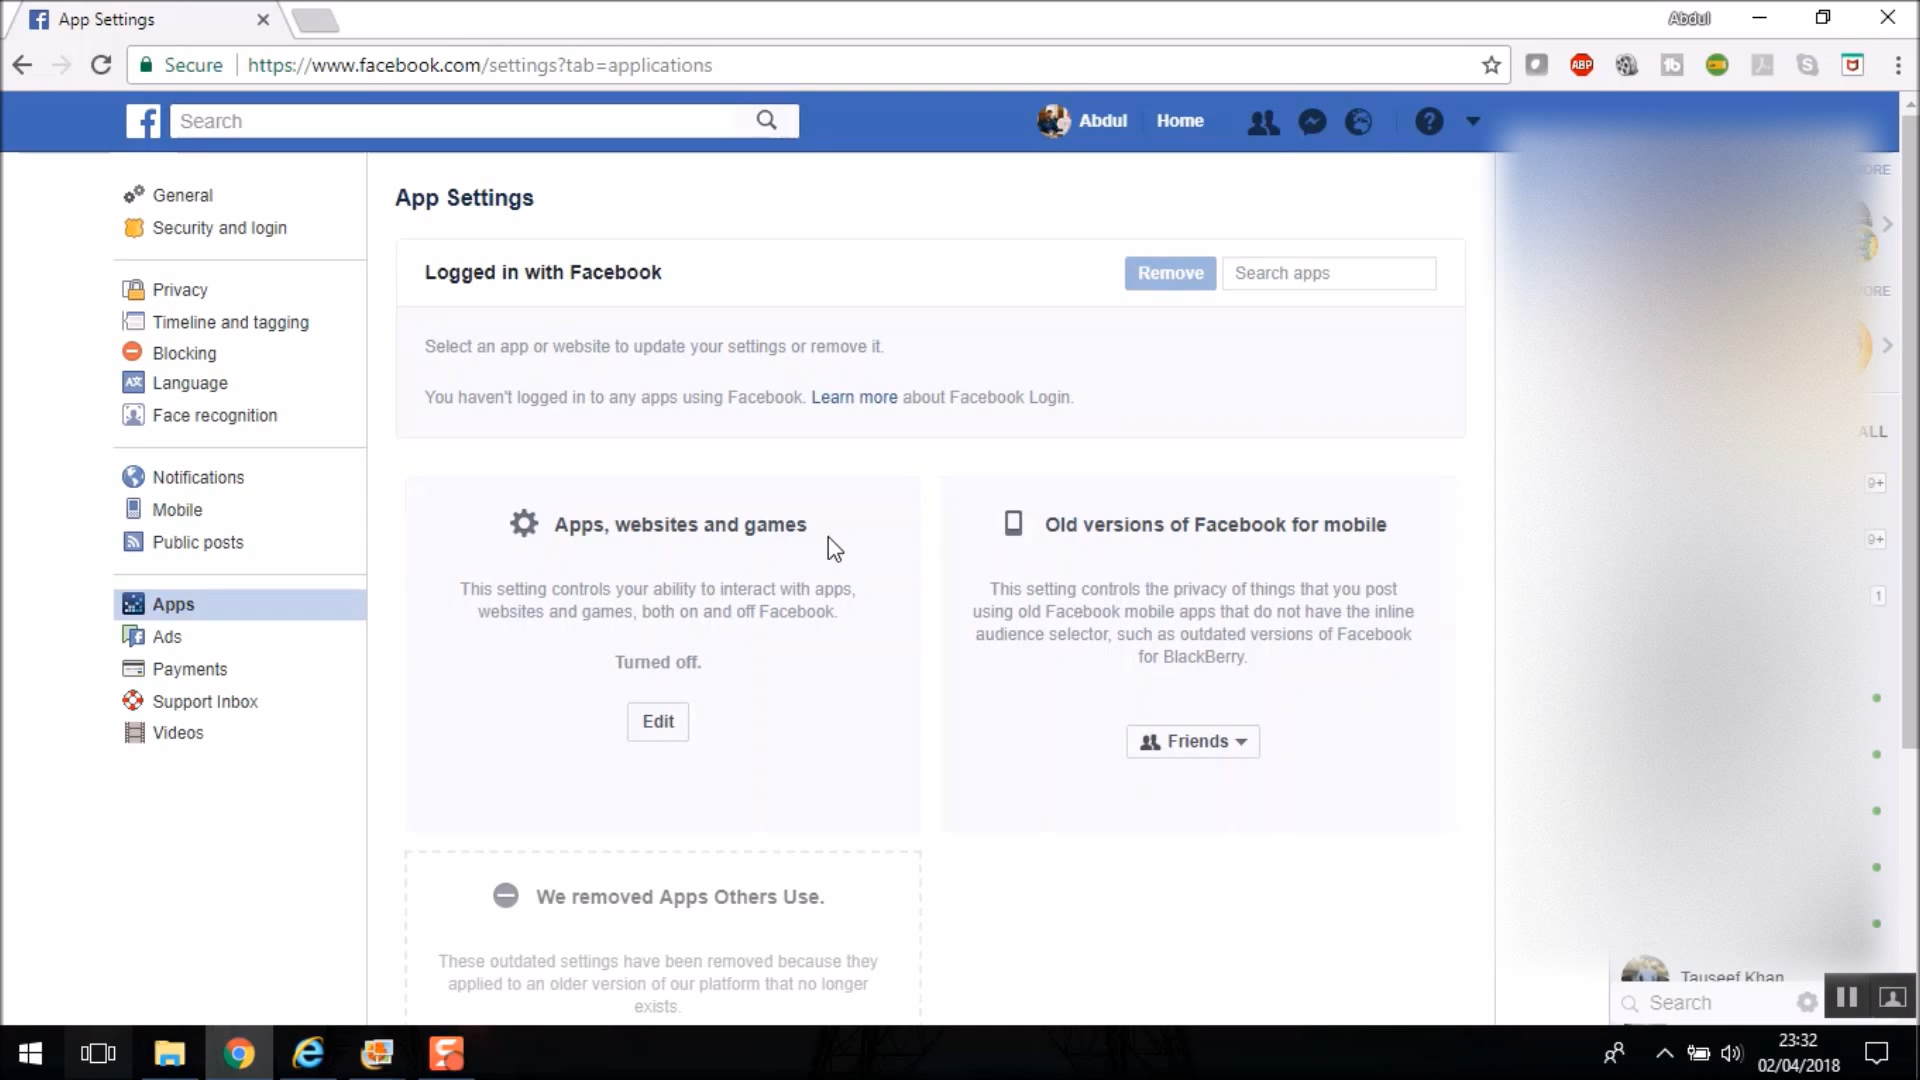 App Settings
Abdul
Secure
https://www.facebook.com/settings?tab=applications
ABP
Search
Abdul
Home
General
Security and login
Privacy
Timeline and tagging
Blocking
Language
Face recognition
Notifications
Mobile
Public posts
Apps
Ads
Payments
Support Inbox
Videos
App Settings
Logged in with Facebook
Remove
Search apps
Select an app or website to update your settings or remove it.
You haven't logged in to any apps using Facebook. Learn more about Facebook Login.
Apps, websites and games
This setting controls your ability to interact with apps,
websites and games, both on and off Facebook.
Turned off.
Edit
Old versions of Facebook for mobile
This setting controls the privacy of things that you post
using old Facebook mobile apps that do not have the inline
audience selector, such as outdated versions of Facebook
for BlackBerry.
Friends
We removed Apps Others Use.
These outdated settings have been removed because they
applied to an older version of our platform that no longer
exists.
ALL
9+
9+
1
Tauseef Khan
Search
23:32
02/04/2018